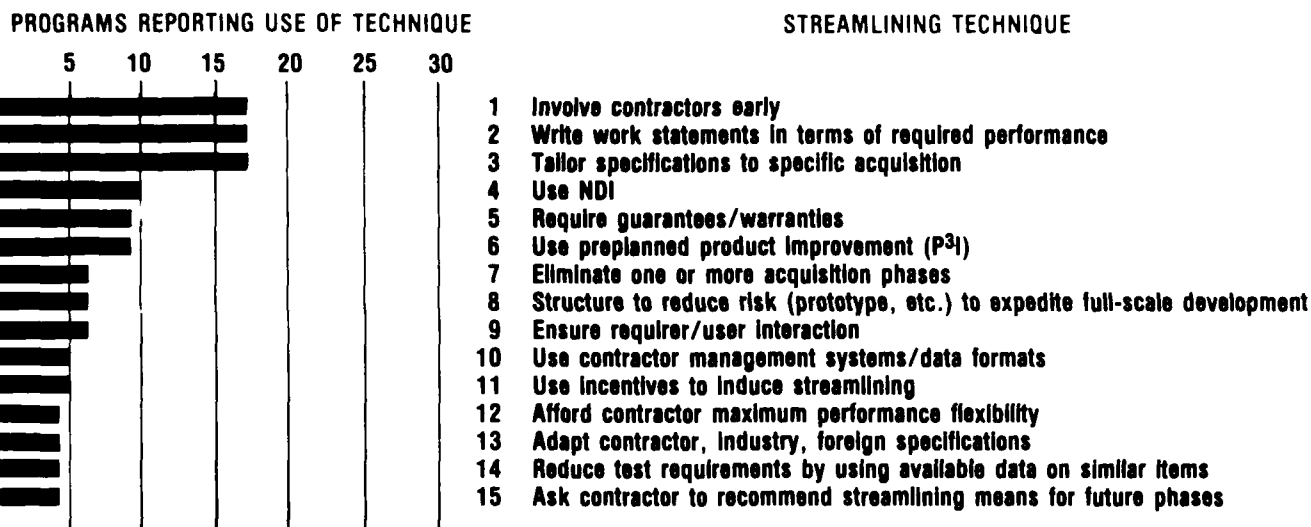 PROGRAMS REPORTING USE OF TECHNIQUE
STREAMLINING TECHNIQUE
5 10 15 20 25 30
1 Involve contractors early
2 Write work statements in terms of required performance
3 Tailor specifications to specific acquisition
4 Use NDI
5 Require guarantees/warranties
6 Use preplanned product improvement (P³I)
7 Eliminate one or more acquisition phases
8 Structure to reduce risk (prototype, etc.) to expedite full-scale development
9 Ensure requirer/user interaction
10 Use contractor management systems/data formats
11 Use incentives to induce streamlining
12 Afford contractor maximum performance flexibility
13 Adapt contractor, industry, foreign specifications
14 Reduce test requirements by using available data on similar items
15 Ask contractor to recommend streamlining means for future phases